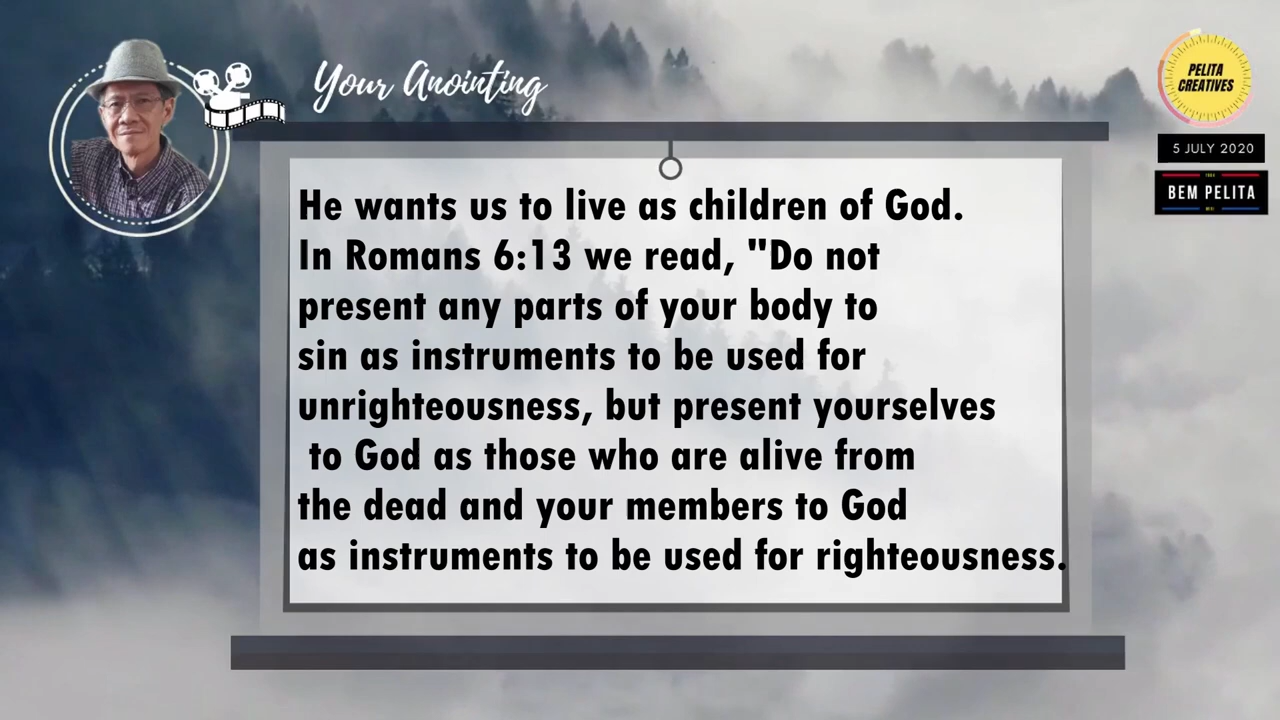 Your Anointing
PELITA
CREATIVES
5 JULY 2020
BEM PELITA
He wants us to live as children of God.
In Romans 6:13 we read, "Do not
present any parts of your body to
sin as instruments to be used for
unrighteousness, but present yourselves
to God as those who are alive from
the dead and your members to God
as instruments to be used for righteousness.